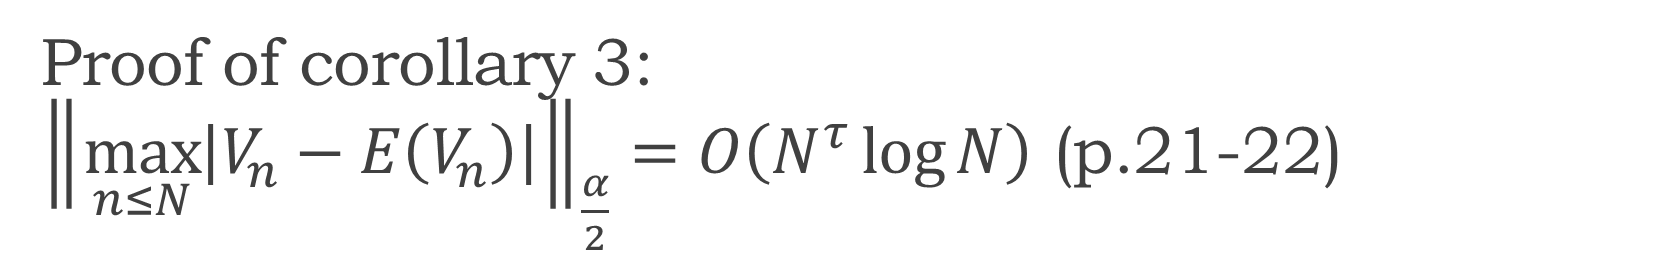 Proof of corollary 3:
‖max_{n≤N}|V_n − E(V_n)|‖_{α/2} = O(N^τ log N) (p.21-22)